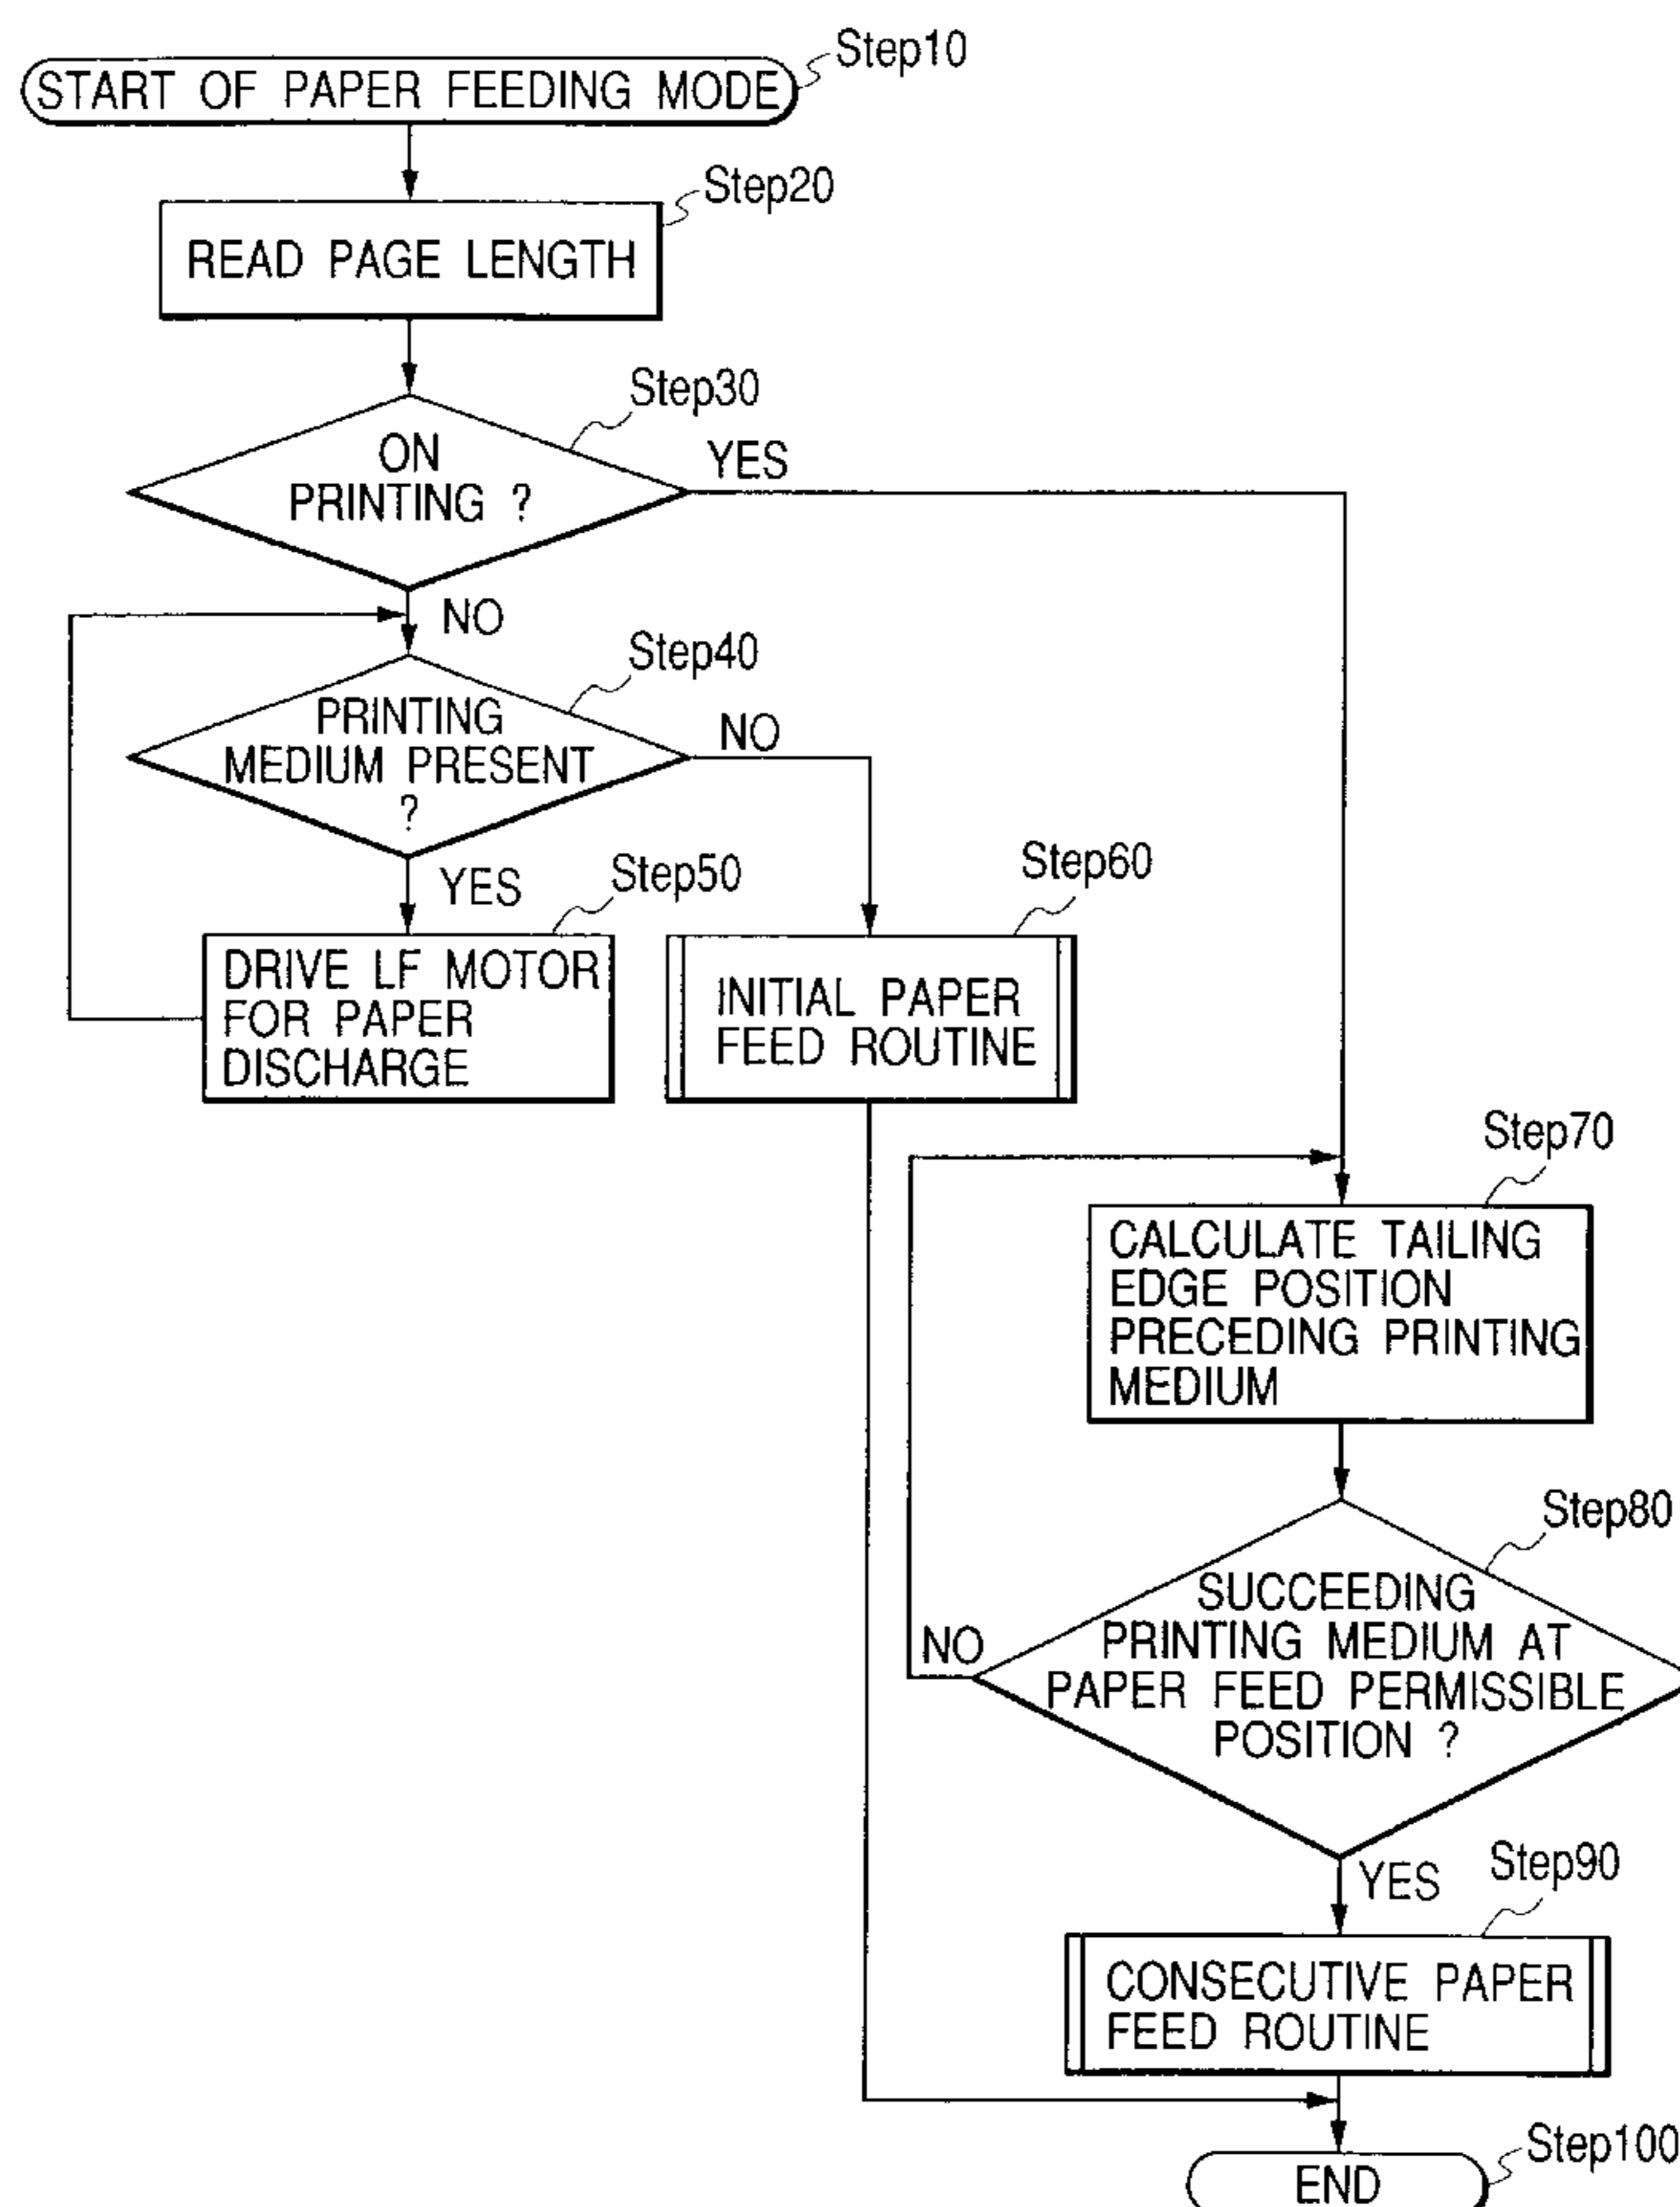 Step10
START OF PAPER FEEDING MODE
Step20
READ PAGE LENGTH
Step30
ON
PRINTING ?
YES
NO
Step40
PRINTING
MEDIUM PRESENT
?
NO
YES
Step50
DRIVE LF MOTOR
FOR PAPER
DISCHARGE
Step60
INITIAL PAPER
FEED ROUTINE
Step70
CALCULATE TAILING
EDGE POSITION
PRECEDING PRINTING
MEDIUM
Step80
SUCCEEDING
PRINTING MEDIUM AT
PAPER FEED PERMISSIBLE
POSITION ?
NO
YES
Step90
CONSECUTIVE PAPER
FEED ROUTINE
Step100
END